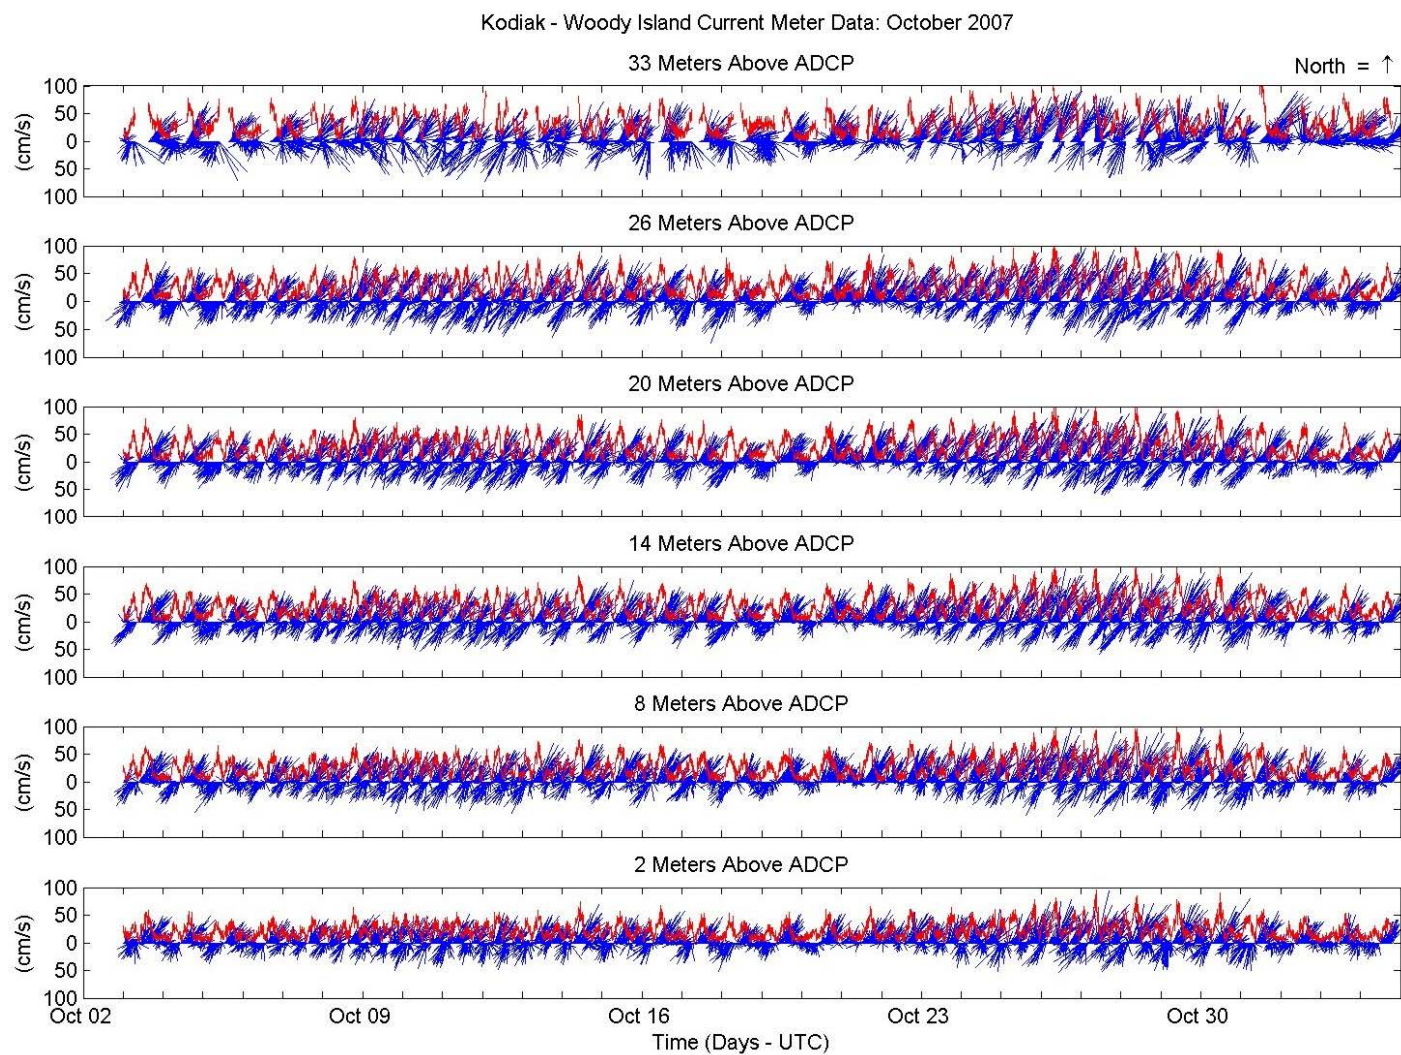 Kodiak - Woody Island Current Meter Data: October 2007
33 Meters Above ADCP
North = ↑
100
50
0
50
100
(cm/s)
26 Meters Above ADCP
100
50
0
50
100
(cm/s)
20 Meters Above ADCP
100
50
0
50
100
(cm/s)
14 Meters Above ADCP
100
50
0
50
100
(cm/s)
8 Meters Above ADCP
100
50
0
50
100
(cm/s)
2 Meters Above ADCP
100
50
0
50
100
(cm/s)
Oct 02 Oct 09 Oct 16 Oct 23 Oct 30
Time (Days - UTC)